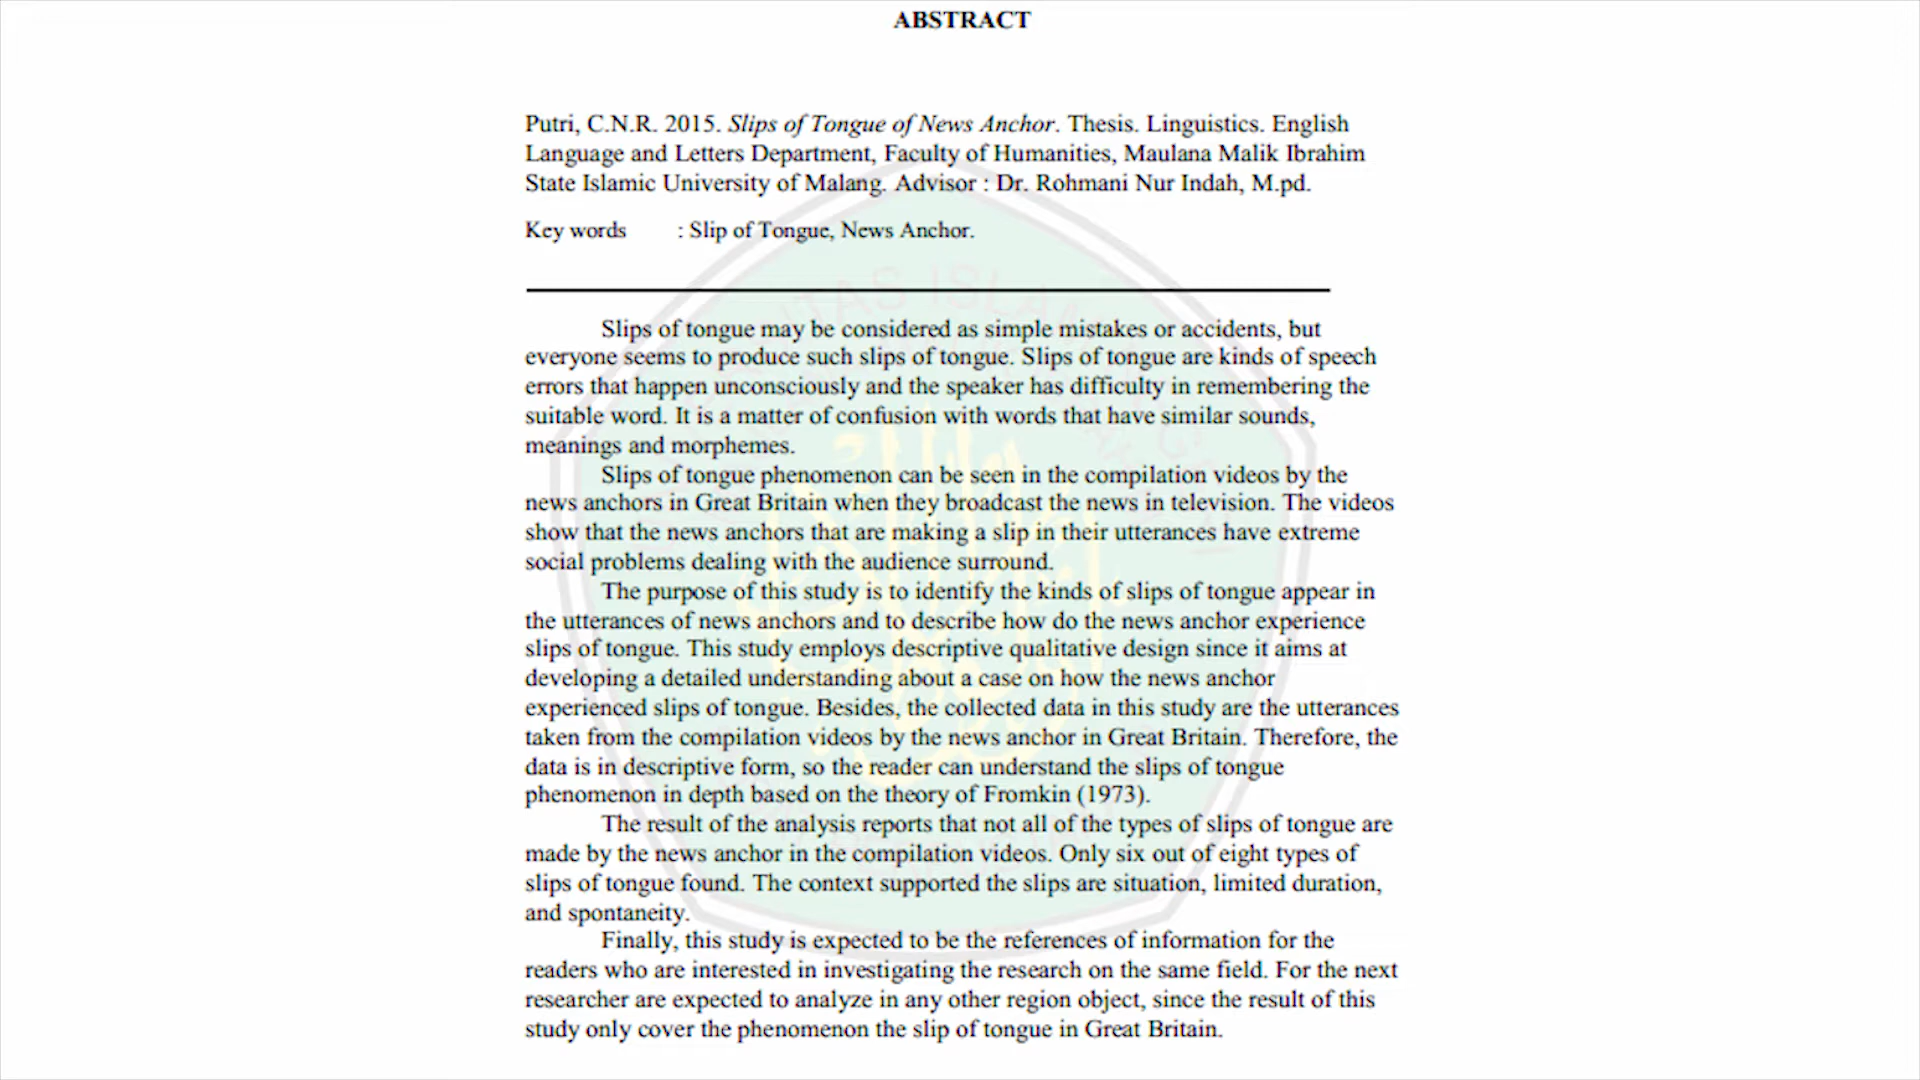 ABSTRACT
Putri, C.N.R. 2015. Slips of Tongue of News Anchor. Thesis. Linguistics. English
Language and Letters Department, Faculty of Humanities, Maulana Malik Ibrahim
State Islamic University of Malang. Advisor : Dr. Rohmani Nur Indah, M.pd.
Key words : Slip of Tongue, News Anchor.
Slips of tongue may be considered as simple mistakes or accidents, but
everyone seems to produce such slips of tongue. Slips of tongue are kinds of speech
errors that happen unconsciously and the speaker has difficulty in remembering the
suitable word. It is a matter of confusion with words that have similar sounds,
meanings and morphemes.
Slips of tongue phenomenon can be seen in the compilation videos by the
news anchors in Great Britain when they broadcast the news in television. The videos
show that the news anchors that are making a slip in their utterances have extreme
social problems dealing with the audience surround.
The purpose of this study is to identify the kinds of slips of tongue appear in
the utterances of news anchors and to describe how do the news anchor experience
slips of tongue. This study employs descriptive qualitative design since it aims at
developing a detailed understanding about a case on how the news anchor
experienced slips of tongue. Besides, the collected data in this study are the utterances
taken from the compilation videos by the news anchor in Great Britain. Therefore, the
data is in descriptive form, so the reader can understand the slips of tongue
phenomenon in depth based on the theory of Fromkin (1973).
The result of the analysis reports that not all of the types of slips of tongue are
made by the news anchor in the compilation videos. Only six out of eight types of
slips of tongue found. The context supported the slips are situation, limited duration,
and spontaneity.
Finally, this study is expected to be the references of information for the
readers who are interested in investigating the research on the same field. For the next
researcher are expected to analyze in any other region object, since the result of this
study only cover the phenomenon the slip of tongue in Great Britain.